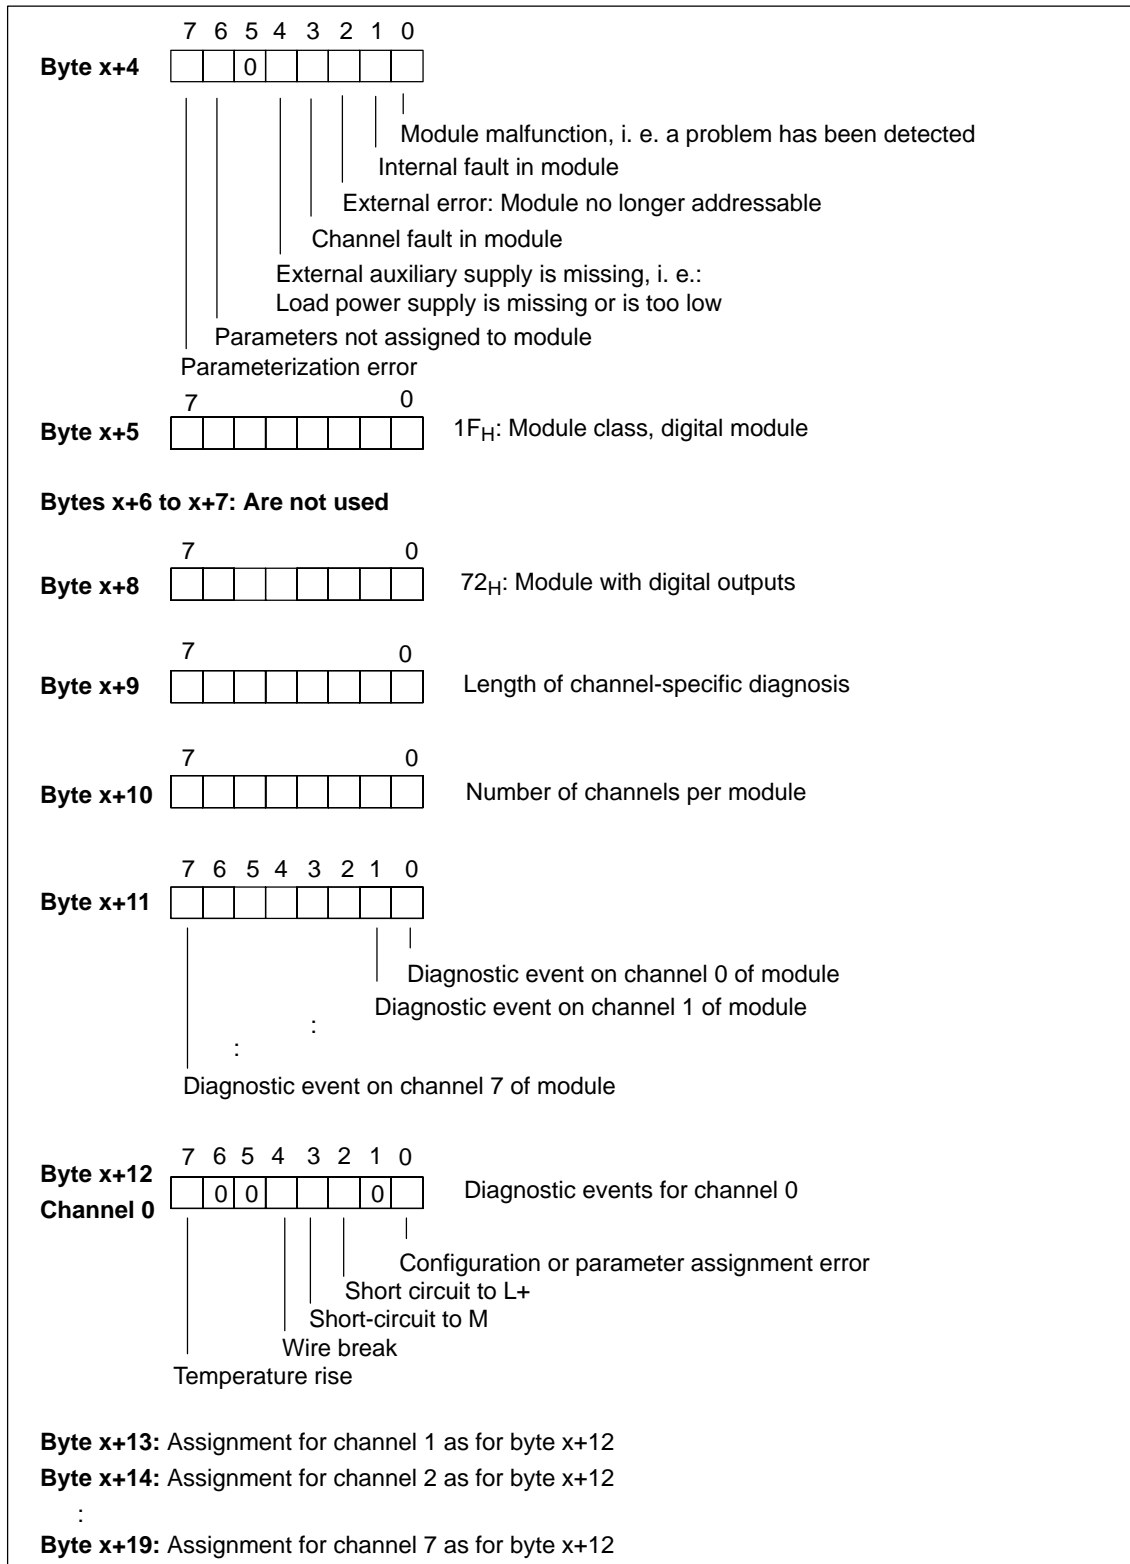 7 6 5 4 3 2 1 0
Byte x+4 0
Module malfunction, i. e. a problem has been detected
Internal fault in module
External error: Module no longer addressable
Channel fault in module
External auxiliary supply is missing, i. e.:
Load power supply is missing or is too low
Parameters not assigned to module
Parameterization error
7 0
Byte x+5 1FH: Module class, digital module
Bytes x+6 to x+7: Are not used
7 0
Byte x+8 72H: Module with digital outputs
7 0
Byte x+9 Length of channel-specific diagnosis
7 0
Byte x+10 Number of channels per module
7 6 5 4 3 2 1 0
Byte x+11
Diagnostic event on channel 0 of module
Diagnostic event on channel 1 of module
:
:
Diagnostic event on channel 7 of module
7 6 5 4 3 2 1 0
Byte x+12
0 0 0 Diagnostic events for channel 0
Channel 0
Configuration or parameter assignment error
Short circuit to L+
Short-circuit to M
Wire break
Temperature rise
Byte x+13: Assignment for channel 1 as for byte x+12
Byte x+14: Assignment for channel 2 as for byte x+12
:
Byte x+19: Assignment for channel 7 as for byte x+12